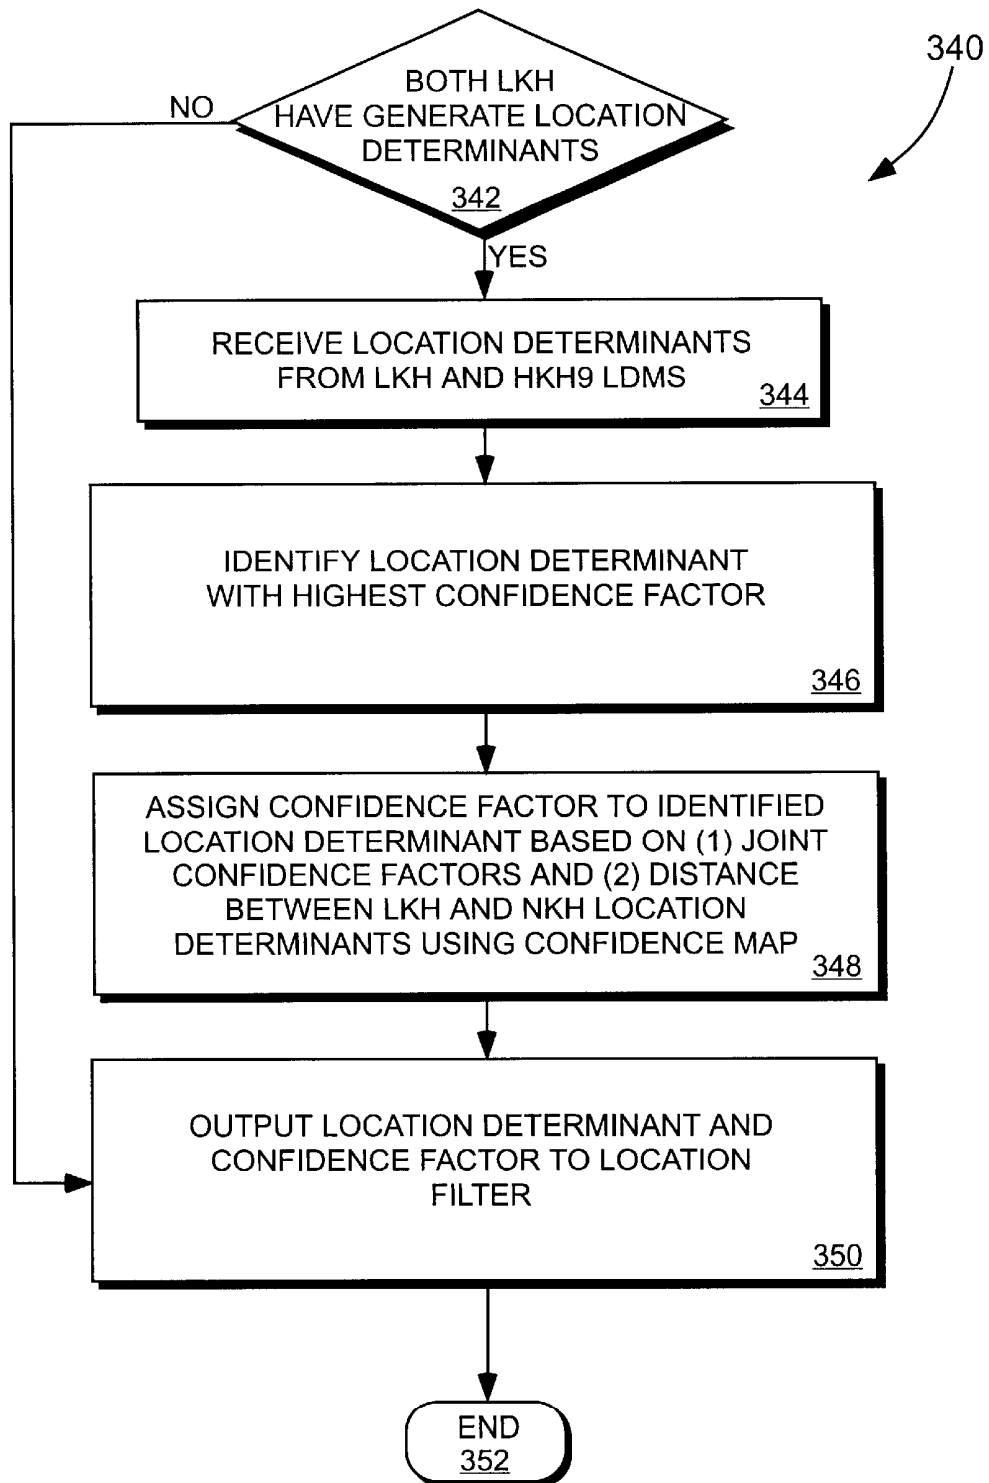 340
BOTH LKH
HAVE GENERATE LOCATION
DETERMINANTS
342
NO
YES
RECEIVE LOCATION DETERMINANTS
FROM LKH AND HKH9 LDMS
344
IDENTIFY LOCATION DETERMINANT
WITH HIGHEST CONFIDENCE FACTOR
346
ASSIGN CONFIDENCE FACTOR TO IDENTIFIED
LOCATION DETERMINANT BASED ON (1) JOINT
CONFIDENCE FACTORS AND (2) DISTANCE
BETWEEN LKH AND NKH LOCATION
DETERMINANTS USING CONFIDENCE MAP
348
OUTPUT LOCATION DETERMINANT AND
CONFIDENCE FACTOR TO LOCATION
FILTER
350
END
352